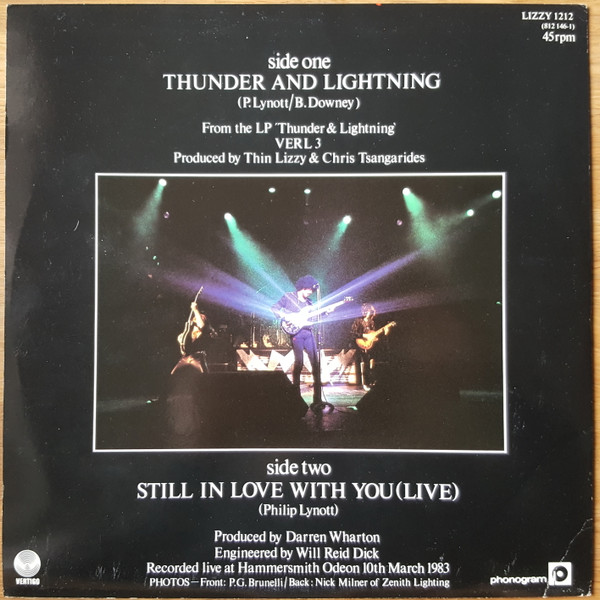 LIZZY 1212
(812 146-1)
45rpm
side one
THUNDER AND LIGHTNING
(P.Lynott/B.Downey)
From the LP 'Thunder & Lightning'
VERL 3
Produced by Thin Lizzy & Chris Tsangarides
side two
STILL IN LOVE WITH YOU(LIVE)
(Philip Lynott)
Produced by Darren Wharton
Engineered by Will Reid Dick
Recorded live at Hammersmith Odeon 10th March 1983
PHOTOS—Front: P.G. Brunelli/Back: Nick Milner of Zenith Lighting
VERTIGO
phonogram